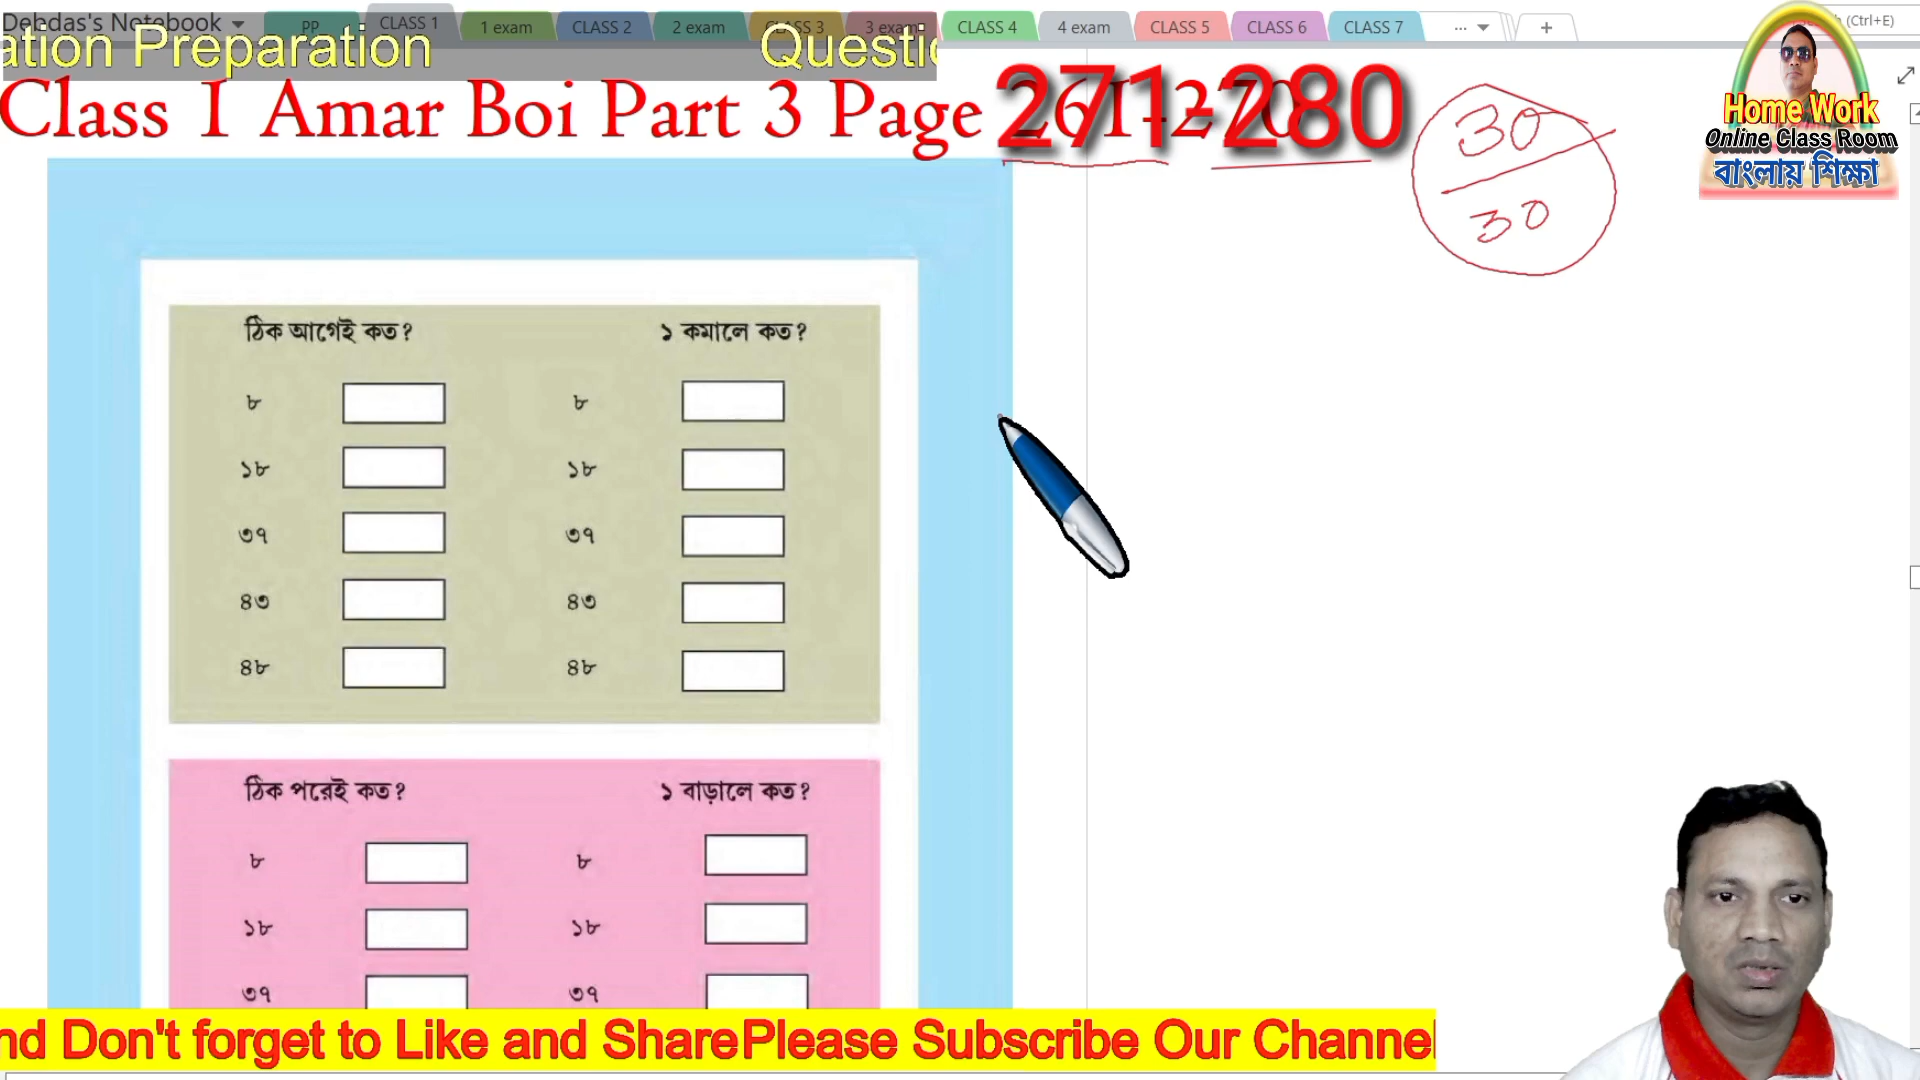 Debdas's Notebook PP CLASS 1 1 exam CLASS 2 2 exam CLASS 3 3 exam CLASS 4 4 exam CLASS 5 CLASS 6 CLASS 7 ... +
(Ctrl+E)
ation Preparation Questi
Class 1 Amar Boi Part 3 Page 271-280
30
30
Home Work
Online Class Room
বাংলায় শিক্ষা
ঠিক আগেই কত? ১ কমালে কত?
৮ ৮
১৮ ১৮
৩৭ ৩৭
৪৩ ৪৩
৪৮ ৪৮
ঠিক পরেই কত? ১ বাড়ালে কত?
৮ ৮
১৮ ১৮
৩৭ ৩৭
nd Don't forget to Like and Share Please Subscribe Our Channel